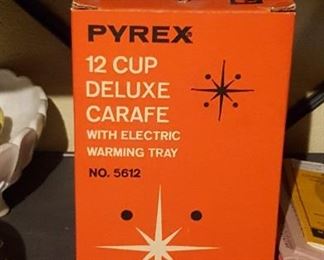 PYREX®
12 CUP
DELUXE
CARAFE
WITH ELECTRIC
WARMING TRAY
NO. 5612